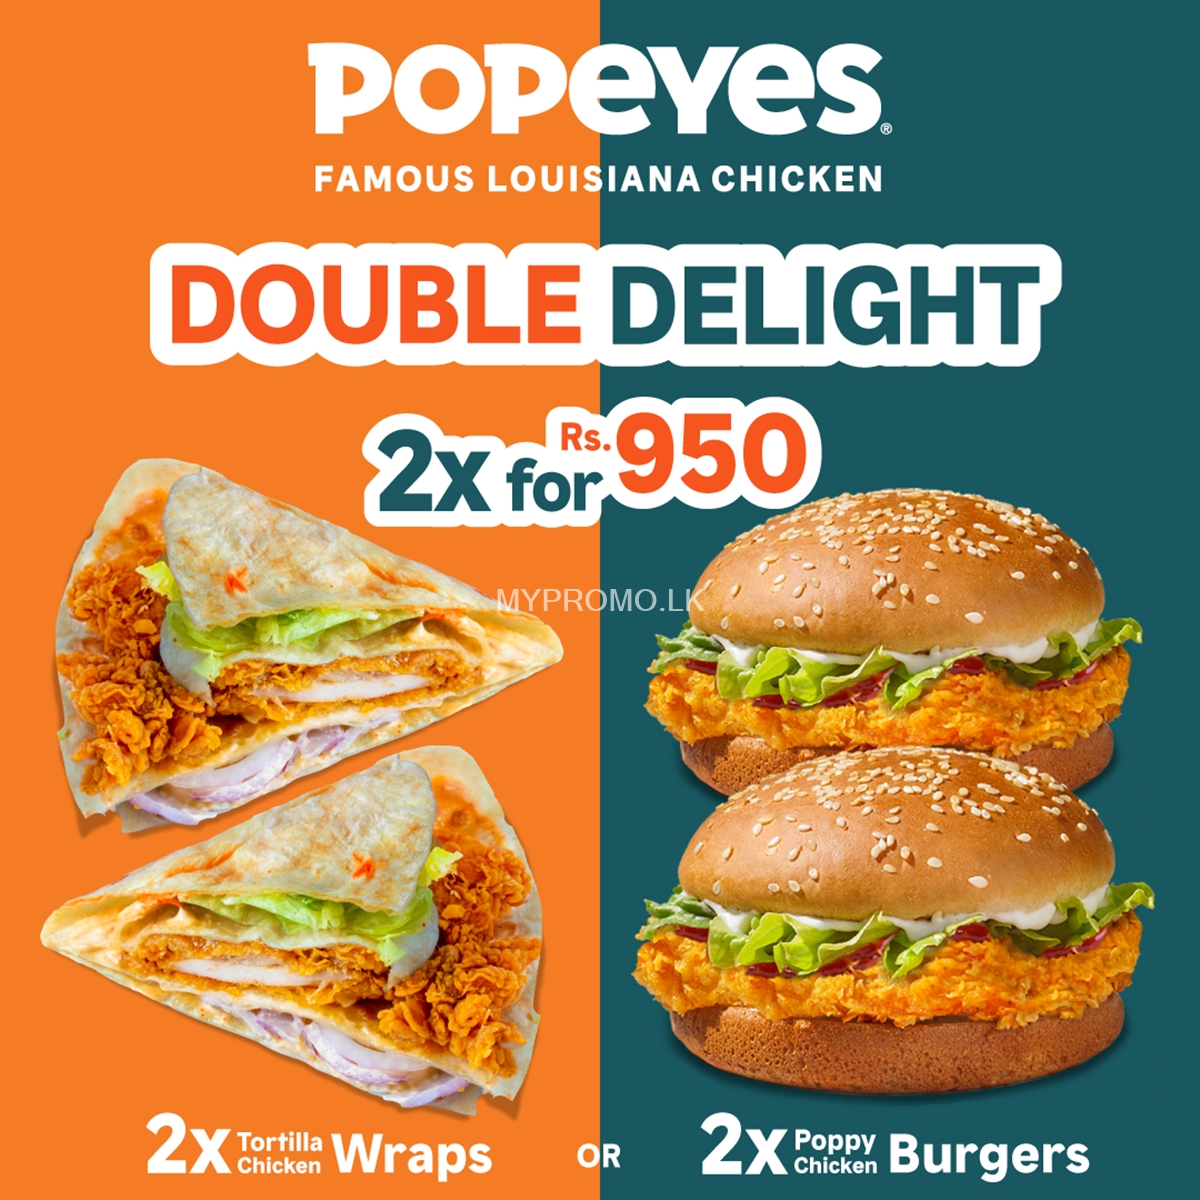 POPEYES®
FAMOUS LOUISIANA CHICKEN
DOUBLE DELIGHT
2x for Rs.950
MYPROMO.LK
2x Tortilla Chicken Wraps OR 2x Poppy Chicken Burgers